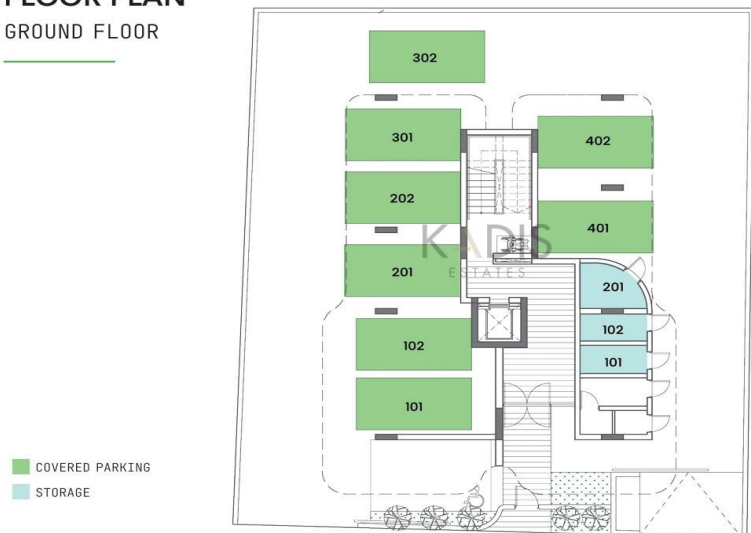 FLOOR PLAN
GROUND FLOOR
302
301
402
202
401
KADIS
ESTATES
201
201
102
102
101
101
COVERED PARKING
STORAGE